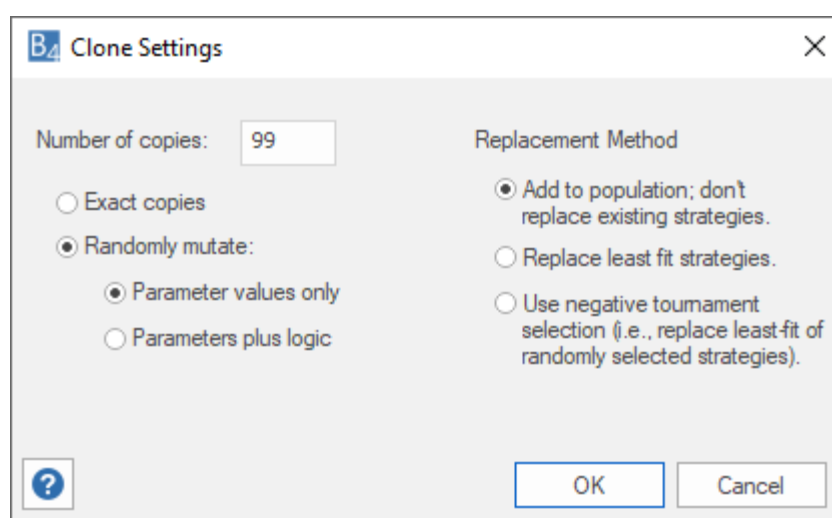 B4 Clone Settings
Number of copies: 99
Exact copies
Randomly mutate:
Parameter values only
Parameters plus logic
Replacement Method
Add to population; don't
replace existing strategies.
Replace least fit strategies.
Use negative tournament
selection (i.e., replace least-fit of
randomly selected strategies).
?
OK
Cancel